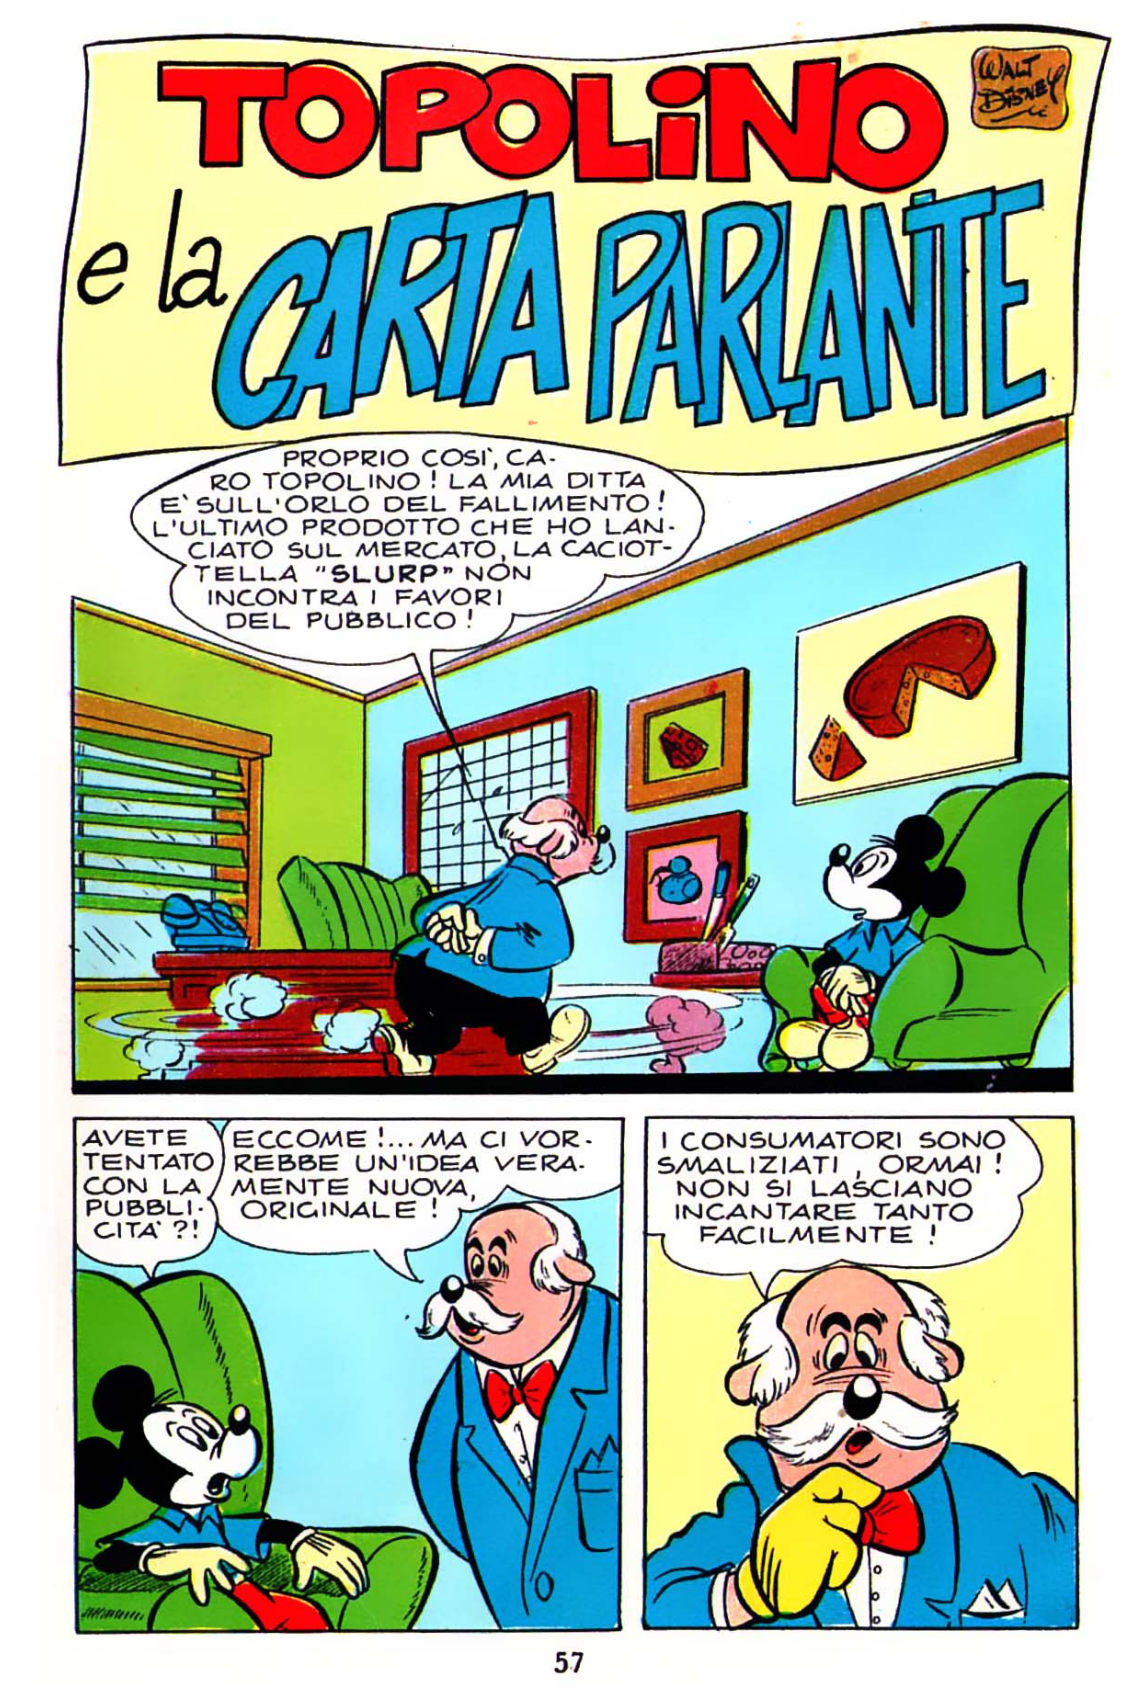 TOPOLINO
WALT
DISNEY
e la CARTA PARLANTE
PROPRIO COSI', CA-
RO TOPOLINO! LA MIA DITTA
E' SULL'ORLO DEL FALLIMENTO!
L'ULTIMO PRODOTTO CHE HO LAN-
CIATO SUL MERCATO, LA CACIOT-
TELLA "SLURP" NON
INCONTRA I FAVORI
DEL PUBBLICO!
AVETE
TENTATO
CON LA
PUBBLI-
CITA'?!
ECCOME!... MA CI VOR-
REBBE UN'IDEA VERA-
MENTE NUOVA,
ORIGINALE!
I CONSUMATORI SONO
SMALIZIATI, ORMAI!
NON SI LASCIANO
INCANTARE TANTO
FACILMENTE!
57